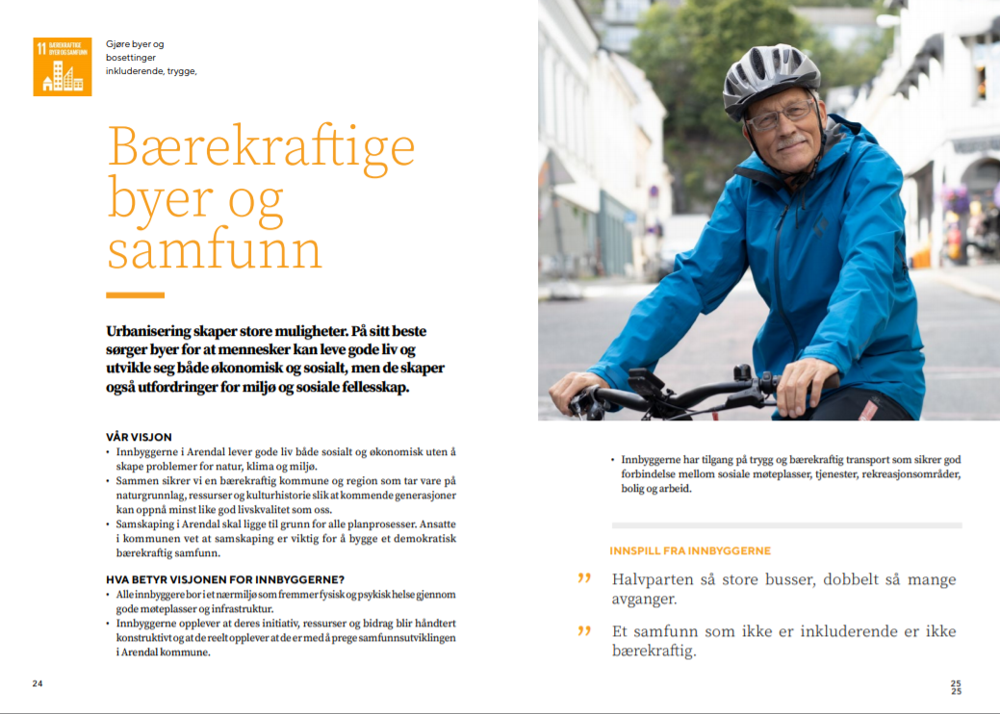 11 BÆREKRAFTIGE
BYER OG SAMFUNN
Gjøre byer og
bosettinger
inkluderende, trygge,
Bærekraftige
byer og
samfunn
Urbanisering skaper store muligheter. På sitt beste
sørger byer for at mennesker kan leve gode liv og
utvikle seg både økonomisk og sosialt, men de skaper
også utfordringer for miljø og sosiale fellesskap.
VÅR VISJON
• Innbyggerne i Arendal lever gode liv både sosialt og økonomisk uten å
skape problemer for natur, klima og miljø.
• Sammen sikrer vi en bærekraftig kommune og region som tar vare på
naturgrunnlag, ressurser og kulturhistorie slik at kommende generasjoner
kan oppnå minst like god livskvalitet som oss.
• Samskaping i Arendal skal ligge til grunn for alle planprosesser. Ansatte
i kommunen vet at samskaping er viktig for å bygge et demokratisk
bærekraftig samfunn.
HVA BETYR VISJONEN FOR INNBYGGERNE?
• Alle innbyggere bor i et nærmiljø som fremmer fysisk og psykisk helse gjennom
gode møteplasser og infrastruktur.
• Innbyggerne opplever at deres initiativ, ressurser og bidrag blir håndtert
konstruktivt og at de reelt opplever at de er med å prege samfunnsutviklingen
i Arendal kommune.
24
• Innbyggerne har tilgang på trygg og bærekraftig transport som sikrer god
forbindelse mellom sosiale møteplasser, tjenester, rekreasjonsområder,
bolig og arbeid.
INNSPILL FRA INNBYGGERNE
” Halvparten så store busser, dobbelt så mange
avganger.
” Et samfunn som ikke er inkluderende er ikke
bærekraftig.
25
25